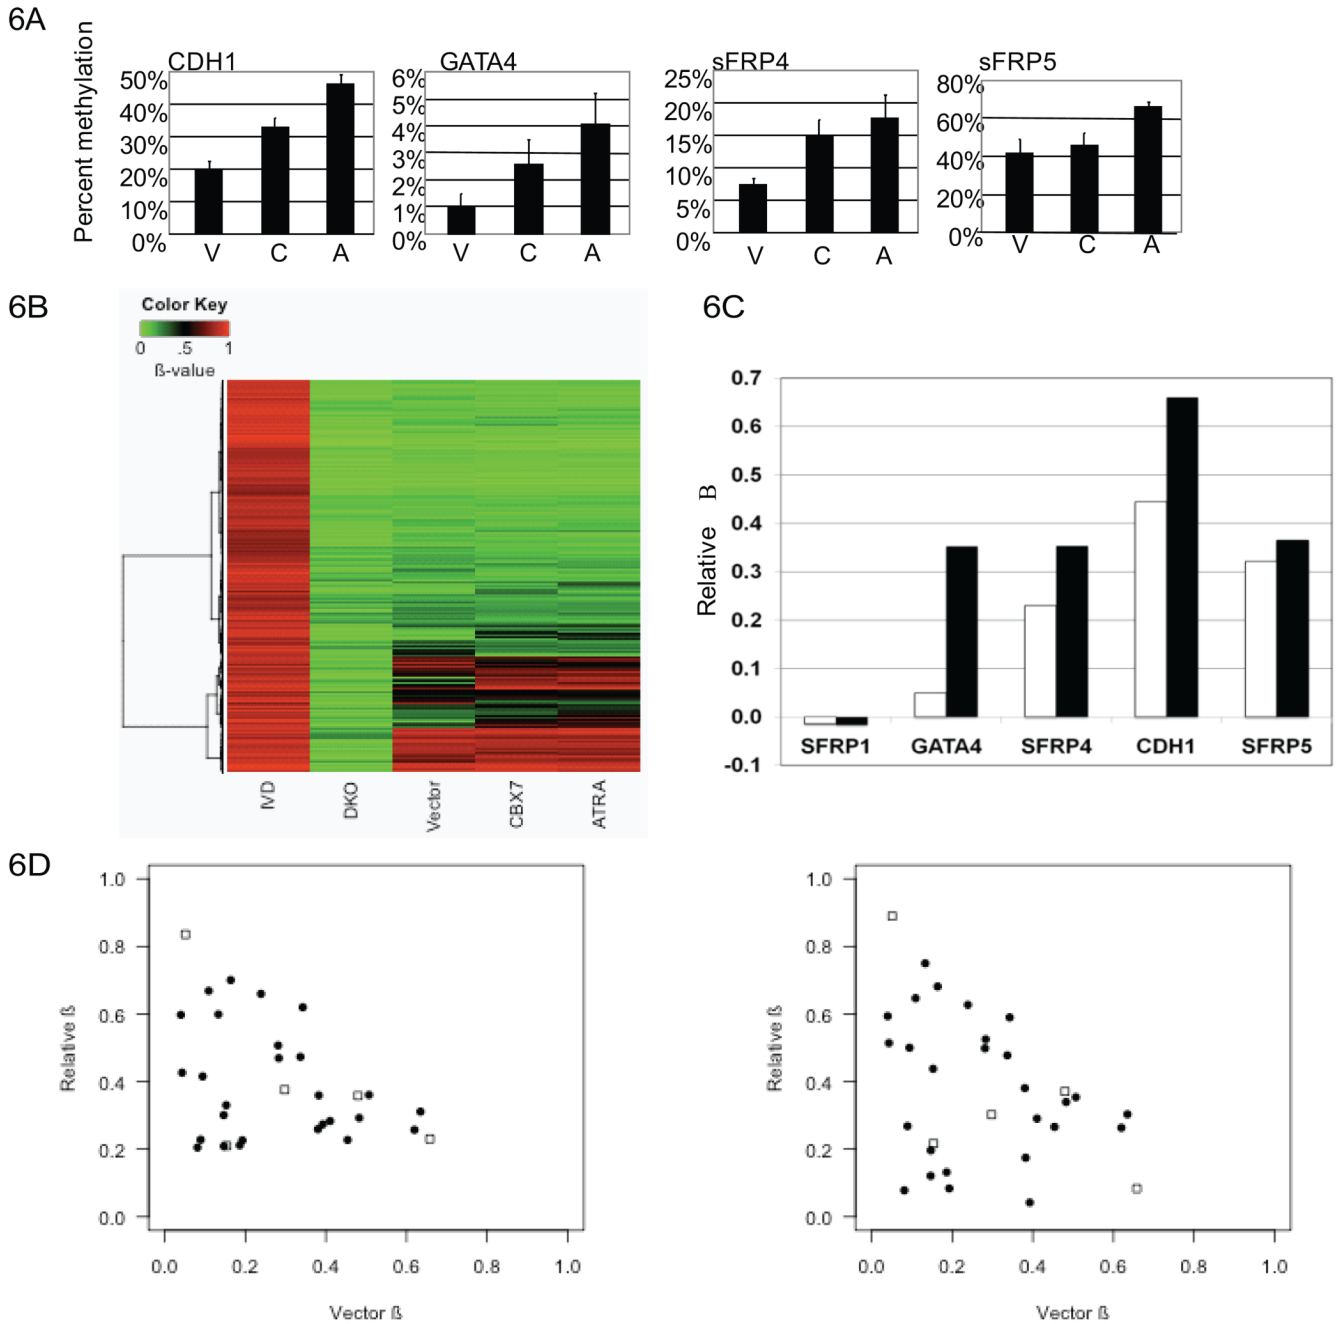 6A
Percent methylation
CDH1
50%
40%
30%
20%
10%
0%
V C A
GATA4
6%
5%
4%
3%
2%
1%
0%
V C A
sFRP4
25%
20%
15%
10%
5%
0%
V C A
sFRP5
80%
60%
40%
20%
0%
V C A
6B
Color Key
0 .5 1
ß-value
IVD
DKO
Vector
CBX7
ATRA
6C
Relative B
0.7
0.6
0.5
0.4
0.3
0.2
0.1
0.0
-0.1
SFRP1 GATA4 SFRP4 CDH1 SFRP5
6D
Relative ß
1.0
0.8
0.6
0.4
0.2
0.0
0.0 0.2 0.4 0.6 0.8 1.0
Vector ß
Relative ß
1.0
0.8
0.6
0.4
0.2
0.0
0.0 0.2 0.4 0.6 0.8 1.0
Vector ß